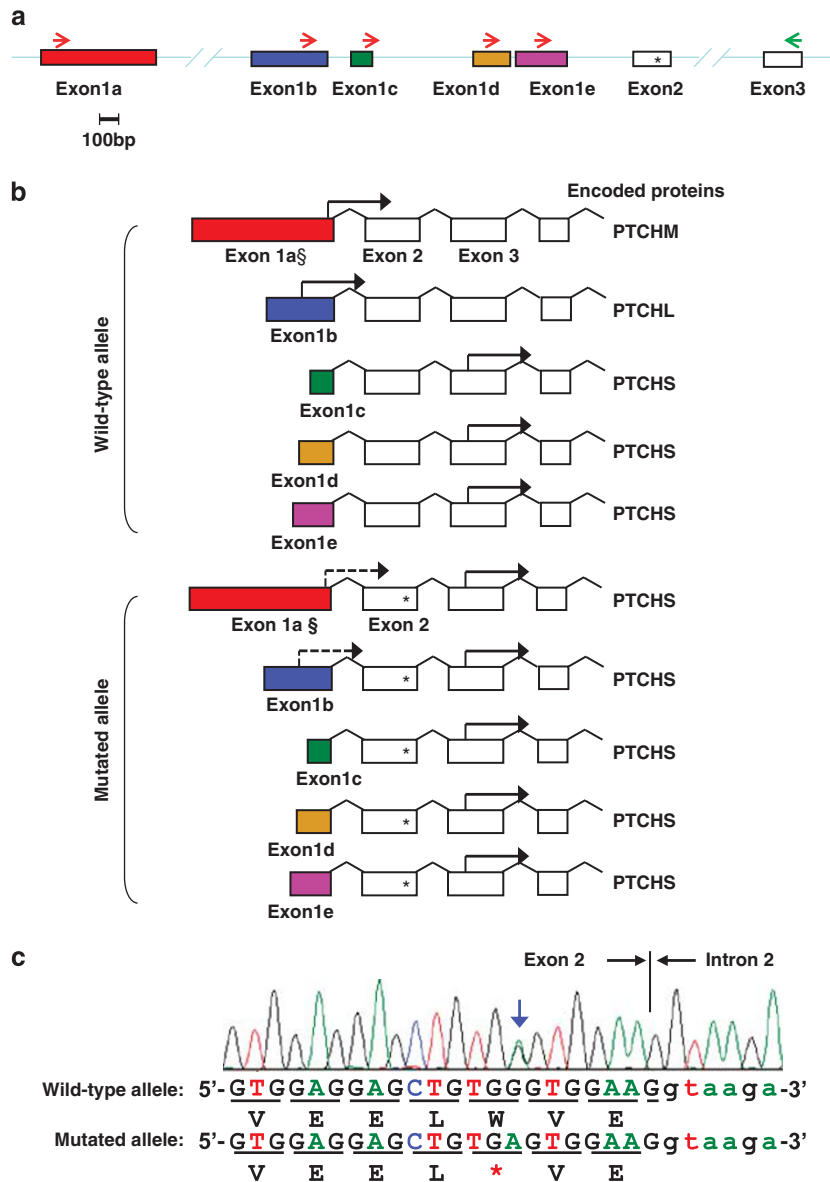 a
Exon1a Exon1b Exon1c Exon1d Exon1e Exon2 Exon3
*
100bp
b
Encoded proteins
Wild-type allele
PTCHM
Exon 1a§ Exon 2 Exon 3
PTCHL
Exon1b
PTCHS
Exon1c
PTCHS
Exon1d
PTCHS
Exon1e
Mutated allele
* PTCHS
Exon 1a § Exon 2
* PTCHS
Exon1b
* PTCHS
Exon1c
* PTCHS
Exon1d
* PTCHS
Exon1e
c
Exon 2 Intron 2
Wild-type allele: 5'-GTGGAGGAGCTGTGGGTGGAAGgtaaga-3'
V E E L W V E
Mutated allele: 5'-GTGGAGGAGCTGTGAGTGGAAGgtaaga-3'
V E E L * V E